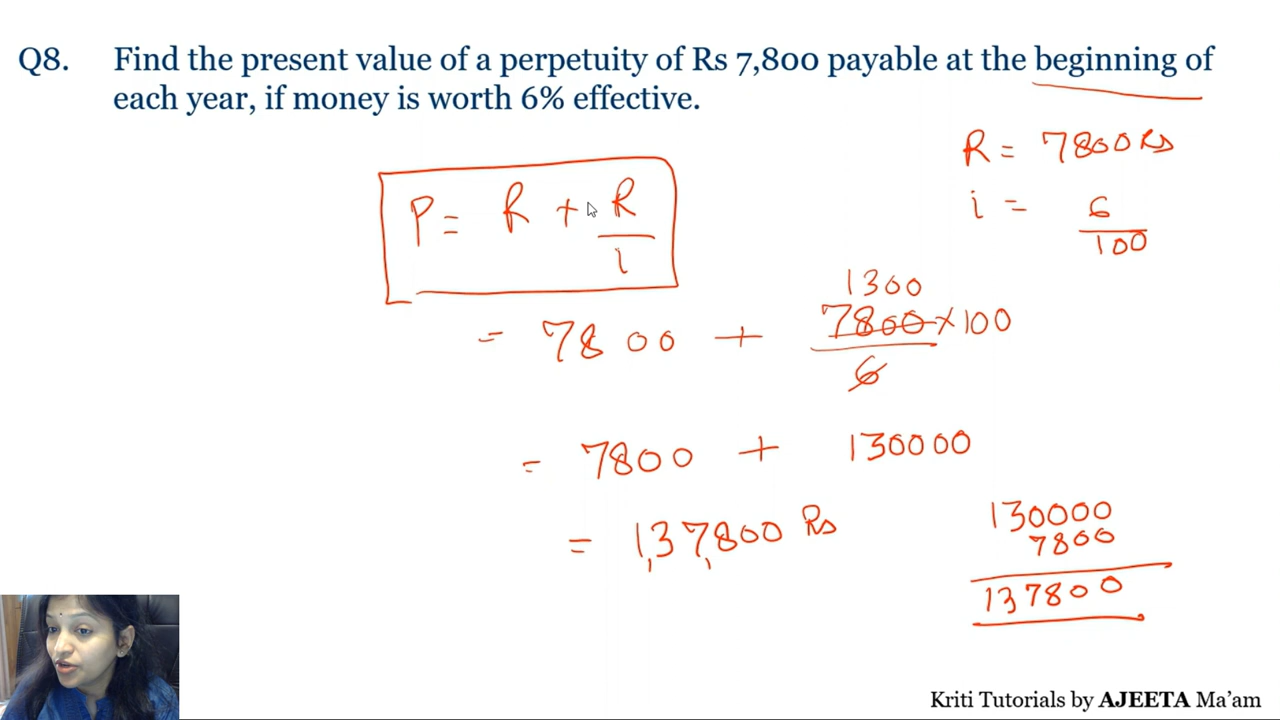 Q8. Find the present value of a perpetuity of Rs 7,800 payable at the beginning of
each year, if money is worth 6% effective.
R = 7800 Rs
i = 6/100
P = R + R/i
1300
= 7800 + 7800 × 100 / 6
= 7800 + 130000
= 1,37,800 Rs
130000
7800
137800
Kriti Tutorials by AJEETA Ma'am